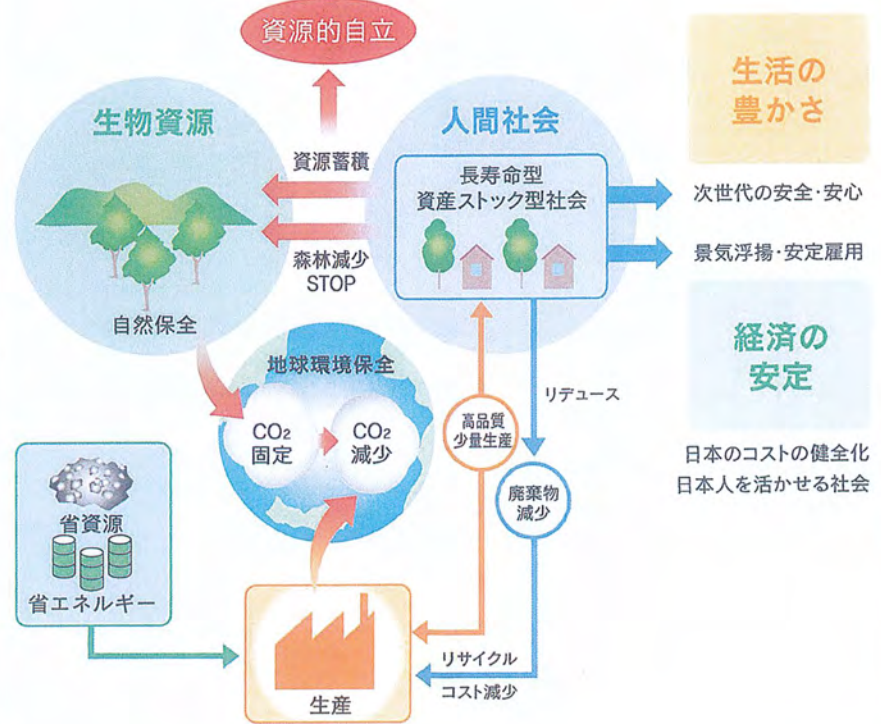 資源的自立
生物資源
自然保全
資源蓄積
森林減少
STOP
人間社会
長寿命型
資産ストック型社会
生活の
豊かさ
次世代の安全・安心
景気浮揚・安定雇用
経済の
安定
日本のコストの健全化
日本人を活かせる社会
地球環境保全
CO₂
固定
CO₂
減少
高品質
少量生産
リデュース
廃棄物
減少
省資源
省エネルギー
生産
リサイクル
コスト減少